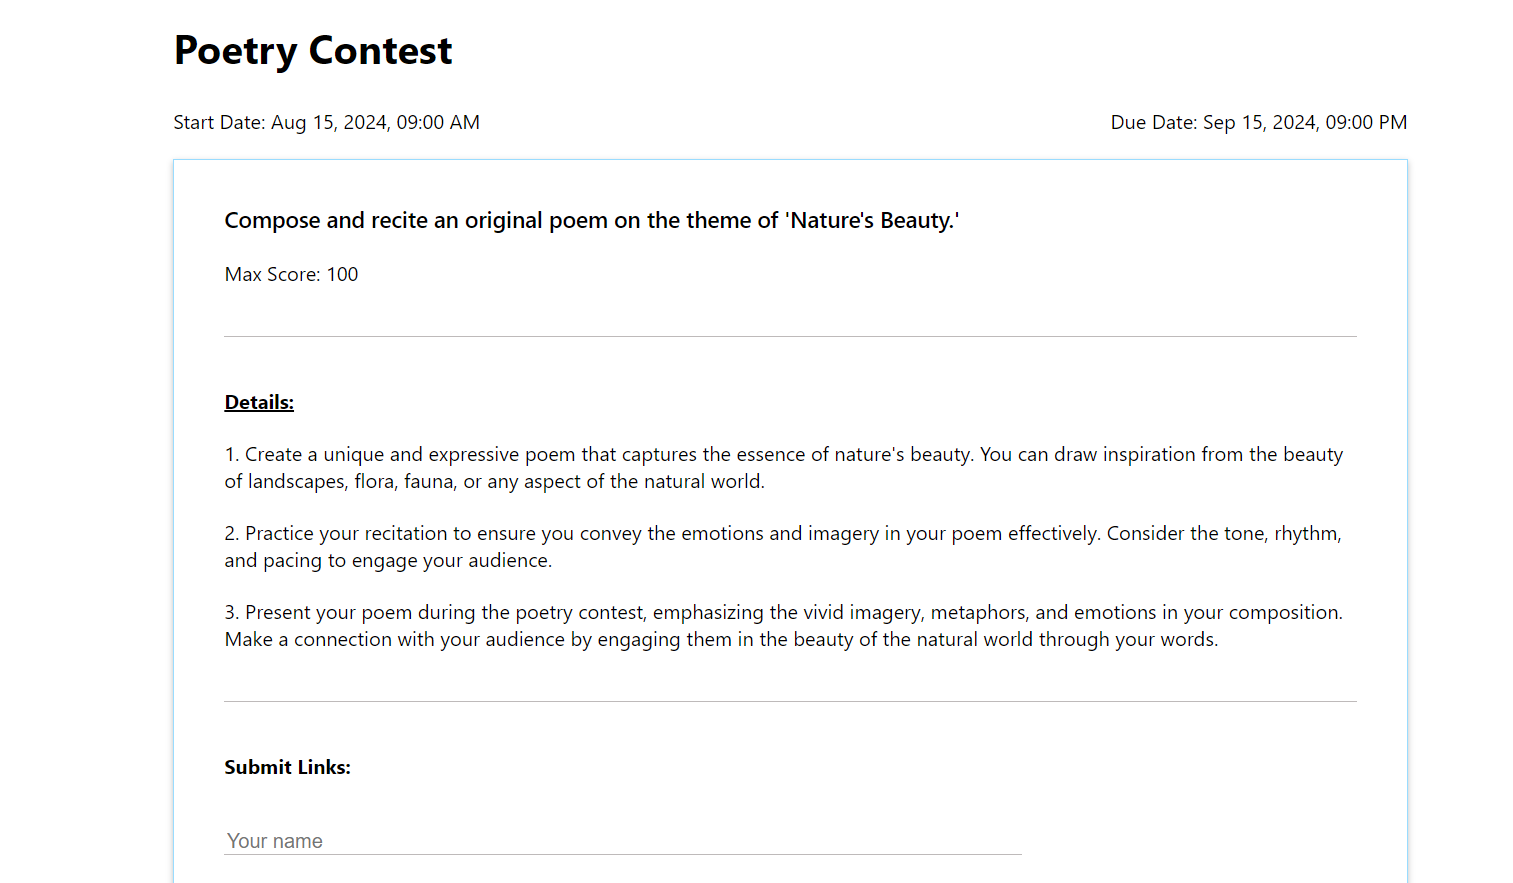 Poetry Contest
Start Date: Aug 15, 2024, 09:00 AM
Due Date: Sep 15, 2024, 09:00 PM
Compose and recite an original poem on the theme of 'Nature's Beauty.'
Max Score: 100
Details:
1. Create a unique and expressive poem that captures the essence of nature's beauty. You can draw inspiration from the beauty
of landscapes, flora, fauna, or any aspect of the natural world.
2. Practice your recitation to ensure you convey the emotions and imagery in your poem effectively. Consider the tone, rhythm,
and pacing to engage your audience.
3. Present your poem during the poetry contest, emphasizing the vivid imagery, metaphors, and emotions in your composition.
Make a connection with your audience by engaging them in the beauty of the natural world through your words.
Submit Links:
Your name